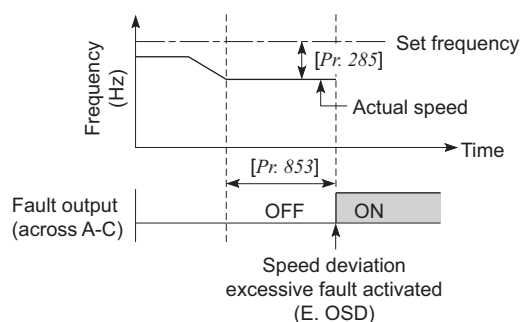 Set frequency
[Pr. 285]
Frequency
(Hz)
Actual speed
Time
[Pr. 853]
Fault output
(across A-C)
OFF
ON
Speed deviation
excessive fault activated
(E. OSD)